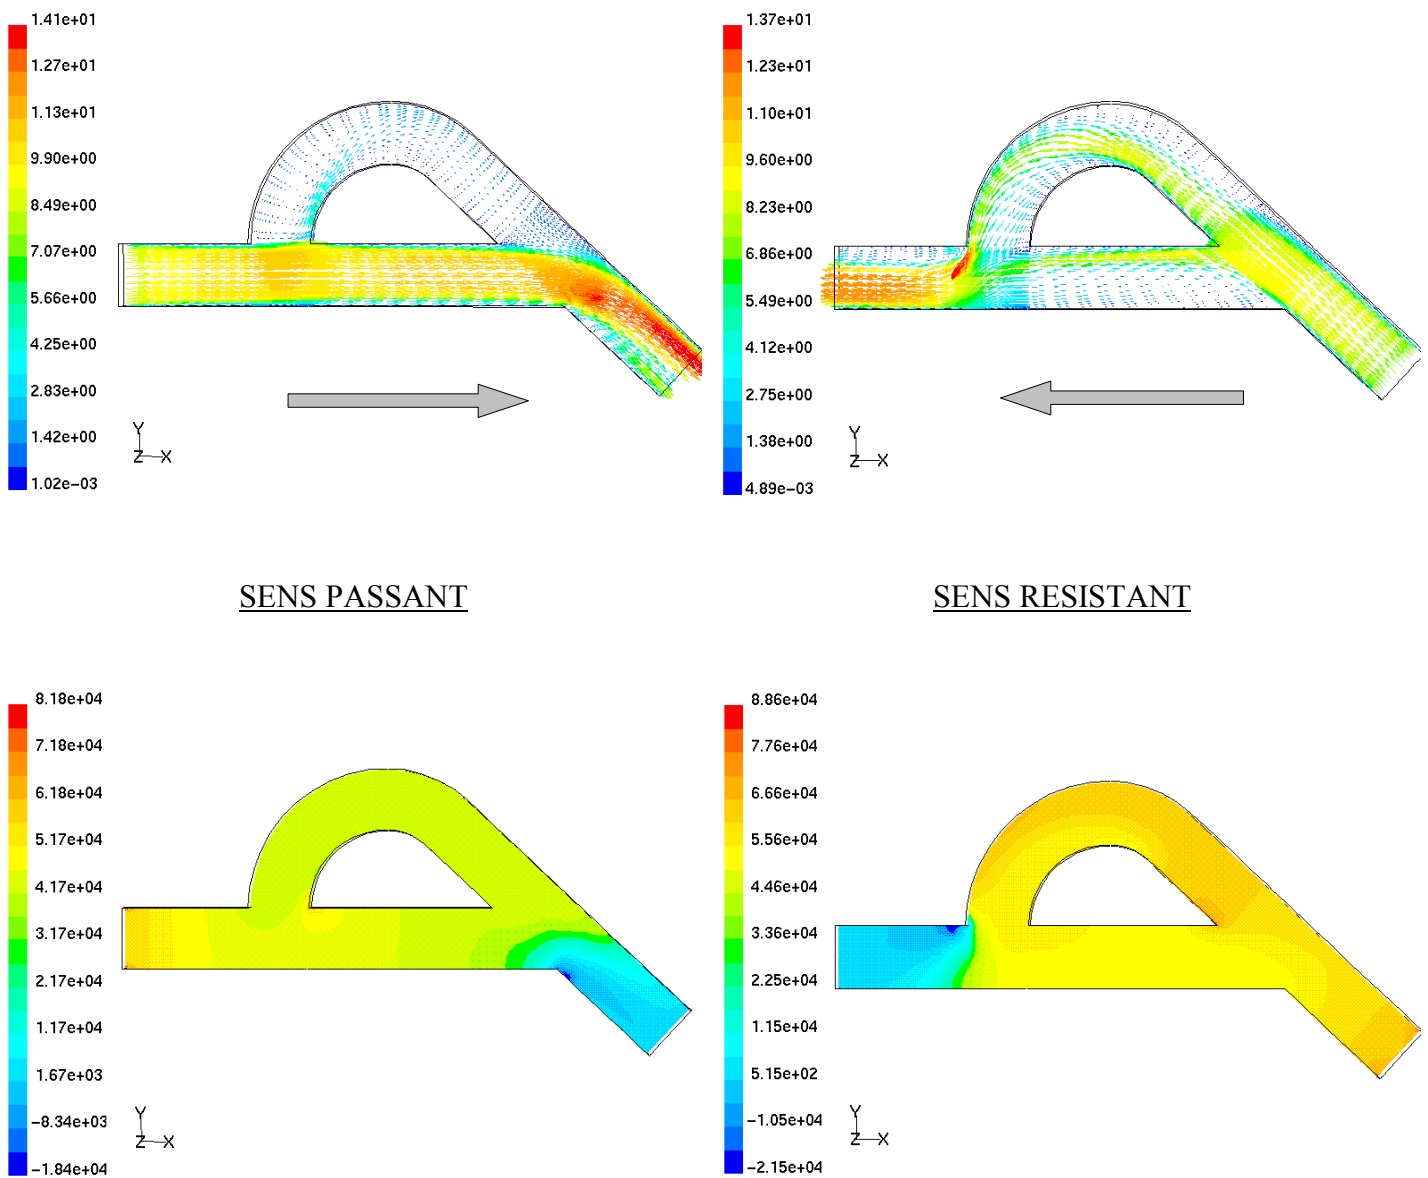 1.41e+01
1.27e+01
1.13e+01
9.90e+00
8.49e+00
7.07e+00
5.66e+00
4.25e+00
2.83e+00
1.42e+00
1.02e-03
Y
Z X
1.37e+01
1.23e+01
1.10e+01
9.60e+00
8.23e+00
6.86e+00
5.49e+00
4.12e+00
2.75e+00
1.38e+00
4.89e-03
Y
Z X
SENS PASSANT
SENS RESISTANT
8.18e+04
7.18e+04
6.18e+04
5.17e+04
4.17e+04
3.17e+04
2.17e+04
1.17e+04
1.67e+03
-8.34e+03
-1.84e+04
Y
Z X
8.86e+04
7.76e+04
6.66e+04
5.56e+04
4.46e+04
3.36e+04
2.25e+04
1.15e+04
5.15e+02
-1.05e+04
-2.15e+04
Y
Z X